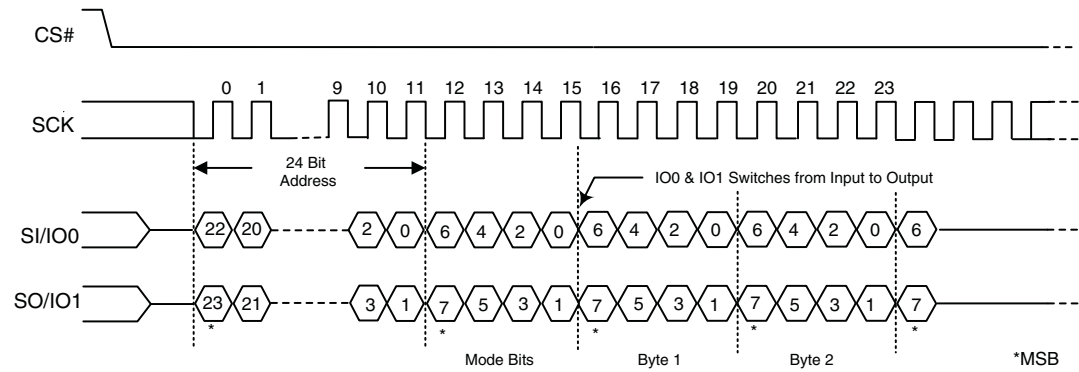 CS#
0 1 9 10 11 12 13 14 15 16 17 18 19 20 21 22 23
SCK
24 Bit
Address
IO0 & IO1 Switches from Input to Output
SI/IO0 22 20 2 0 6 4 2 0 6 4 2 0 6 4 2 0 6
SO/IO1 23 21 3 1 7 5 3 1 7 5 3 1 7 5 3 1 7
* * * * *
Mode Bits Byte 1 Byte 2 *MSB